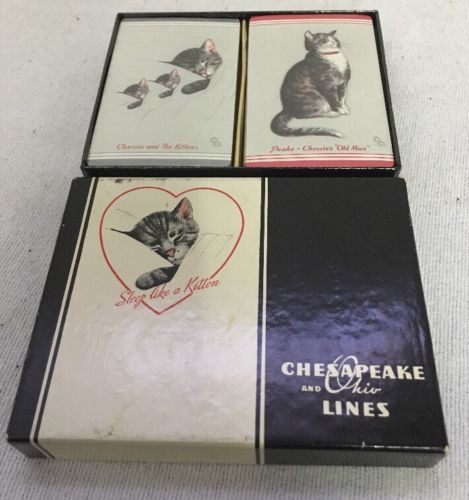 Chessie and The Kittens
Peake - Chessie's "Old Man"
Sleep like a Kitten
CHESAPEAKE
AND Ohio
LINES